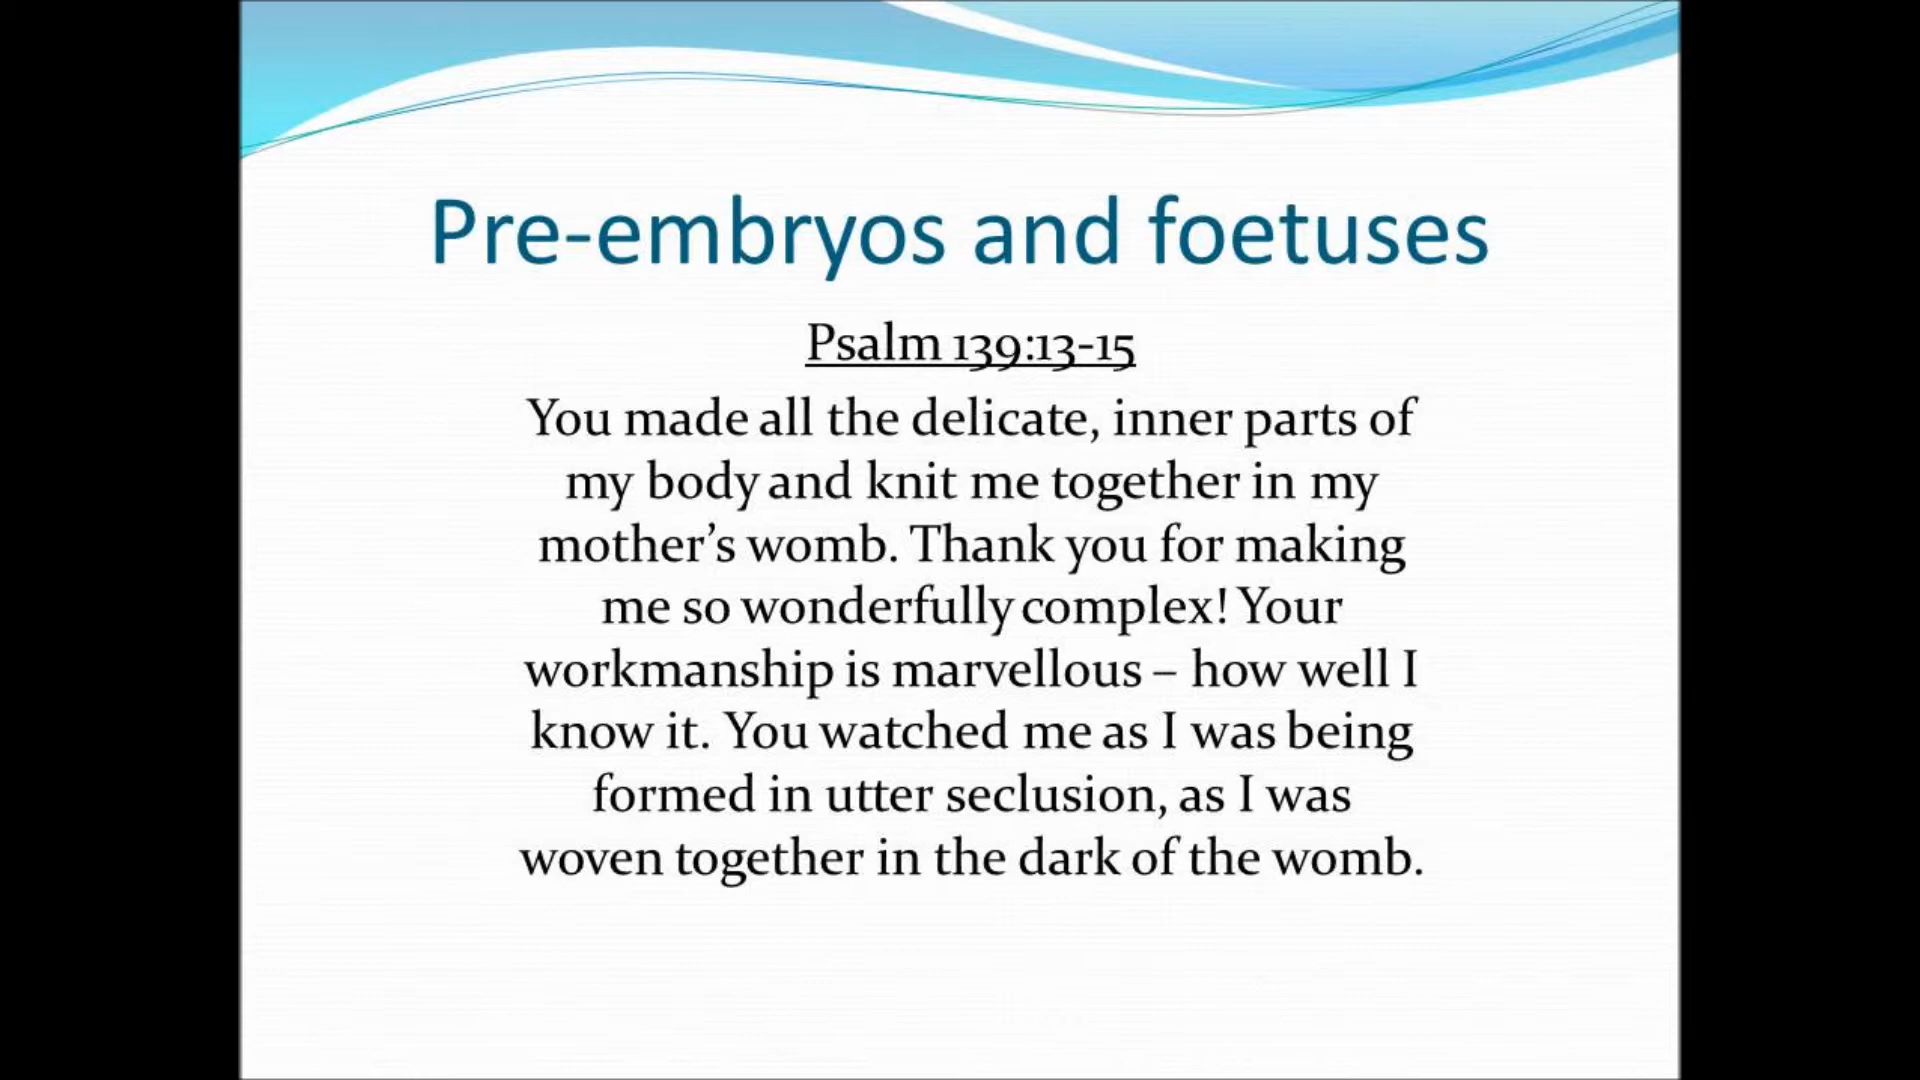 Pre-embryos and foetuses
Psalm 139:13-15
You made all the delicate, inner parts of
my body and knit me together in my
mother’s womb. Thank you for making
me so wonderfully complex! Your
workmanship is marvellous – how well I
know it. You watched me as I was being
formed in utter seclusion, as I was
woven together in the dark of the womb.